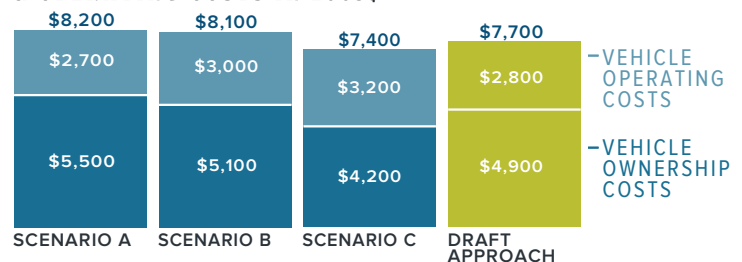 $8,200
$8,100
$7,400
$7,700
$2,700
$3,000
$3,200
$2,800
$5,500
$5,100
$4,200
$4,900
– VEHICLE
OPERATING
COSTS
– VEHICLE
OWNERSHIP
COSTS
SCENARIO A
SCENARIO B
SCENARIO C
DRAFT
APPROACH